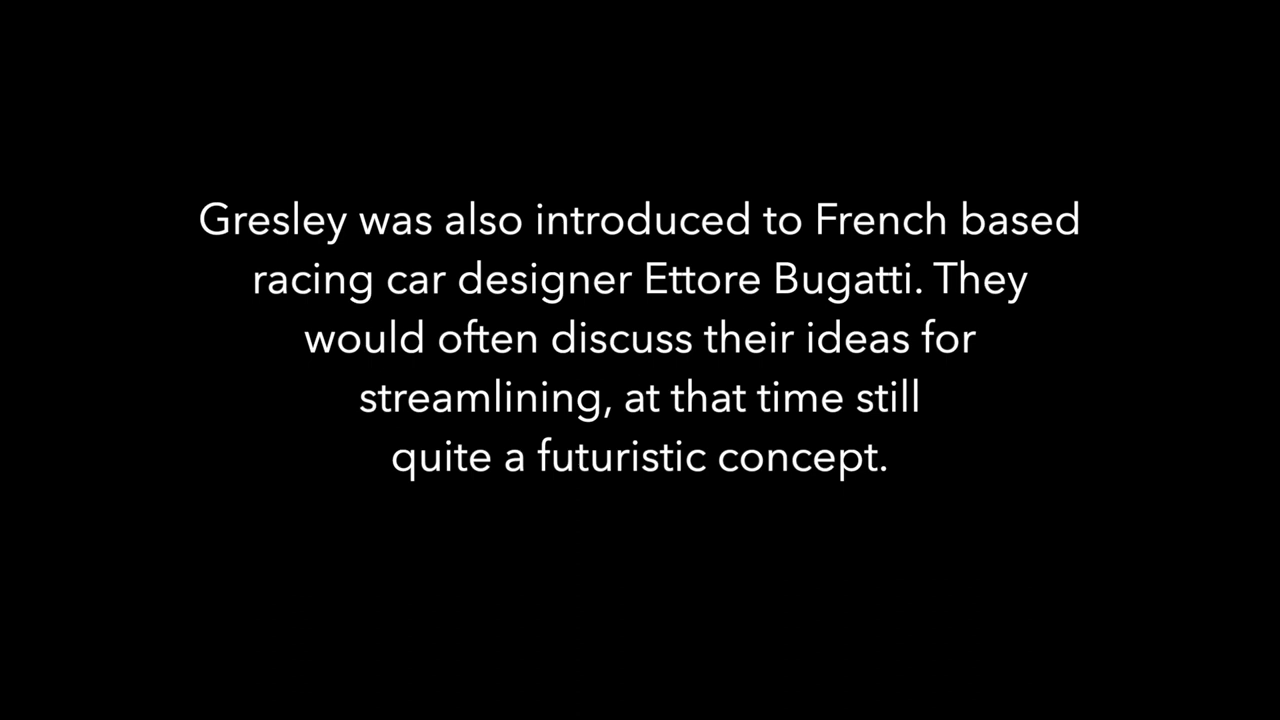 Gresley was also introduced to French based
racing car designer Ettore Bugatti. They
would often discuss their ideas for
streamlining, at that time still
quite a futuristic concept.